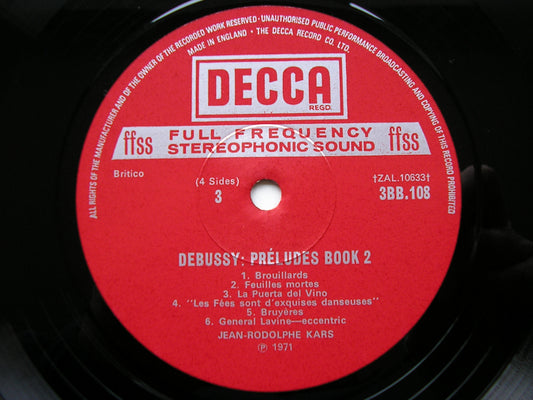 ALL RIGHTS OF THE MANUFACTURER AND OF THE OWNER OF THE RECORDED WORK RESERVED · UNAUTHORISED PUBLIC PERFORMANCE BROADCASTING AND COPYING OF THIS RECORD PROHIBITED
MADE IN ENGLAND · THE DECCA RECORD CO. LTD.
DECCA
REGD.
ffss FULL FREQUENCY STEREOPHONIC SOUND ffss
Britico
(4 Sides)
3
†ZAL.10633†
3BB.108
DEBUSSY: PRÉLUDES BOOK 2
1. Brouillards
2. Feuilles mortes
3. La Puerta del Vino
4. "Les Fées sont d'exquises danseuses"
5. Bruyères
6. General Lavine—eccentric
JEAN-RODOLPHE KARS
℗ 1971